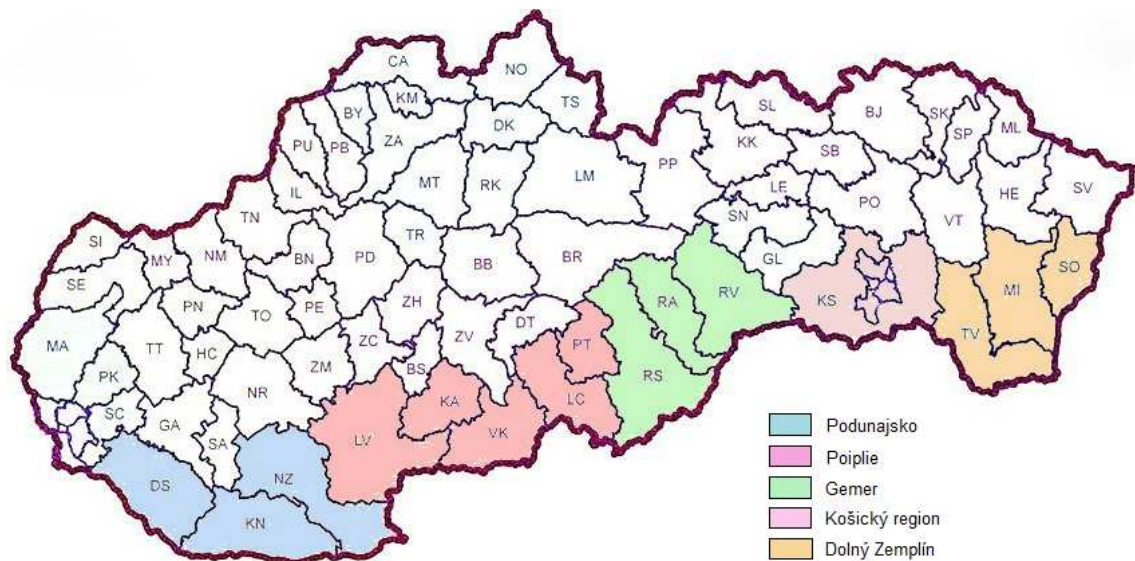 CA
NO
TS
KM
BY
DK
ZA
PU
PB
IL
MT
RK
LM
PP
SL
KK
SB
BJ
SK
SP
ML
HE
SV
LE
SN
PO
VT
GL
TN
SI
MY
NM
BN
PD
TR
BB
BR
SE
PN
TO
PE
ZH
DT
ZV
ZC
MA
TT
HC
ZM
BS
PK
SC
GA
SA
NR
PT
RA
RV
RS
KS
TV
MI
SO
KA
LC
LV
VK
DS
NZ
KN
Podunajsko
Poiplie
Gemer
Košický region
Dolný Zemplín